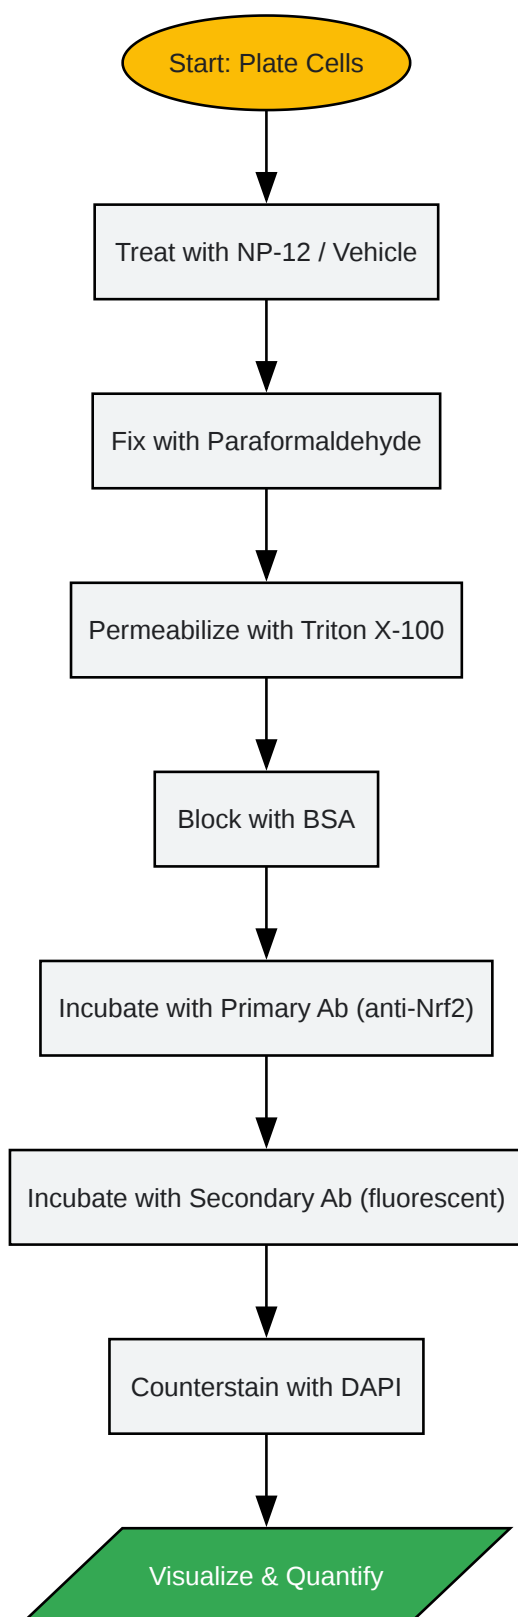 Start: Plate Cells
Treat with NP-12 / Vehicle
Fix with Paraformaldehyde
Permeabilize with Triton X-100
Block with BSA
Incubate with Primary Ab (anti-Nrf2)
Incubate with Secondary Ab (fluorescent)
Counterstain with DAPI
Visualize & Quantify